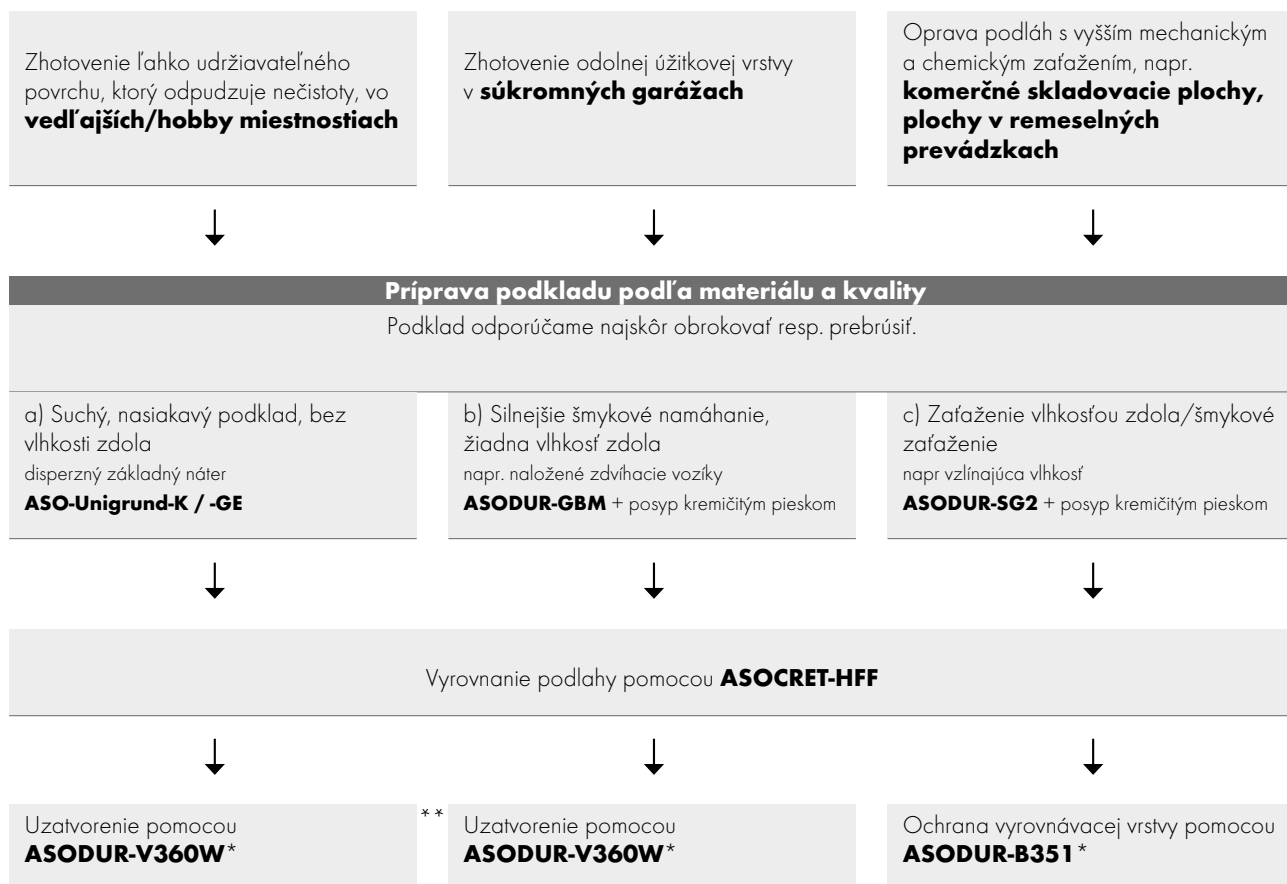 Zhotovenie ľahko udržiavateľného
povrchu, ktorý odpudzuje nečistoty, vo
vedľajších/hobby miestnostiach
Zhotovenie odolnej úžitkovej vrstvy
v súkromných garážach
Oprava podláh s vyšším mechanickým
a chemickým zaťažením, napr.
komerčné skladovacie plochy,
plochy v remeselných
prevádzkach
Príprava podkladu podľa materiálu a kvality
Podklad odporúčame najskôr obrokovať resp. prebrúsiť.
a) Suchý, nasiakavý podklad, bez
vlhkosti zdola
disperzný základný náter
ASO-Unigrund-K / -GE
b) Silnejšie šmykové namáhanie,
žiadna vlhkosť zdola
napr. naložené zdvíhacie vozíky
ASODUR-GBM + posyp kremičitým pieskom
c) Zaťaženie vlhkosťou zdola/šmykové
zaťaženie
napr vzlínajúca vlhkosť
ASODUR-SG2 + posyp kremičitým pieskom
Vyrovnanie podlahy pomocou ASOCRET-HFF
Uzatvorenie pomocou
ASODUR-V360W*
**
Uzatvorenie pomocou
ASODUR-V360W*
Ochrana vyrovnávacej vrstvy pomocou
ASODUR-B351*